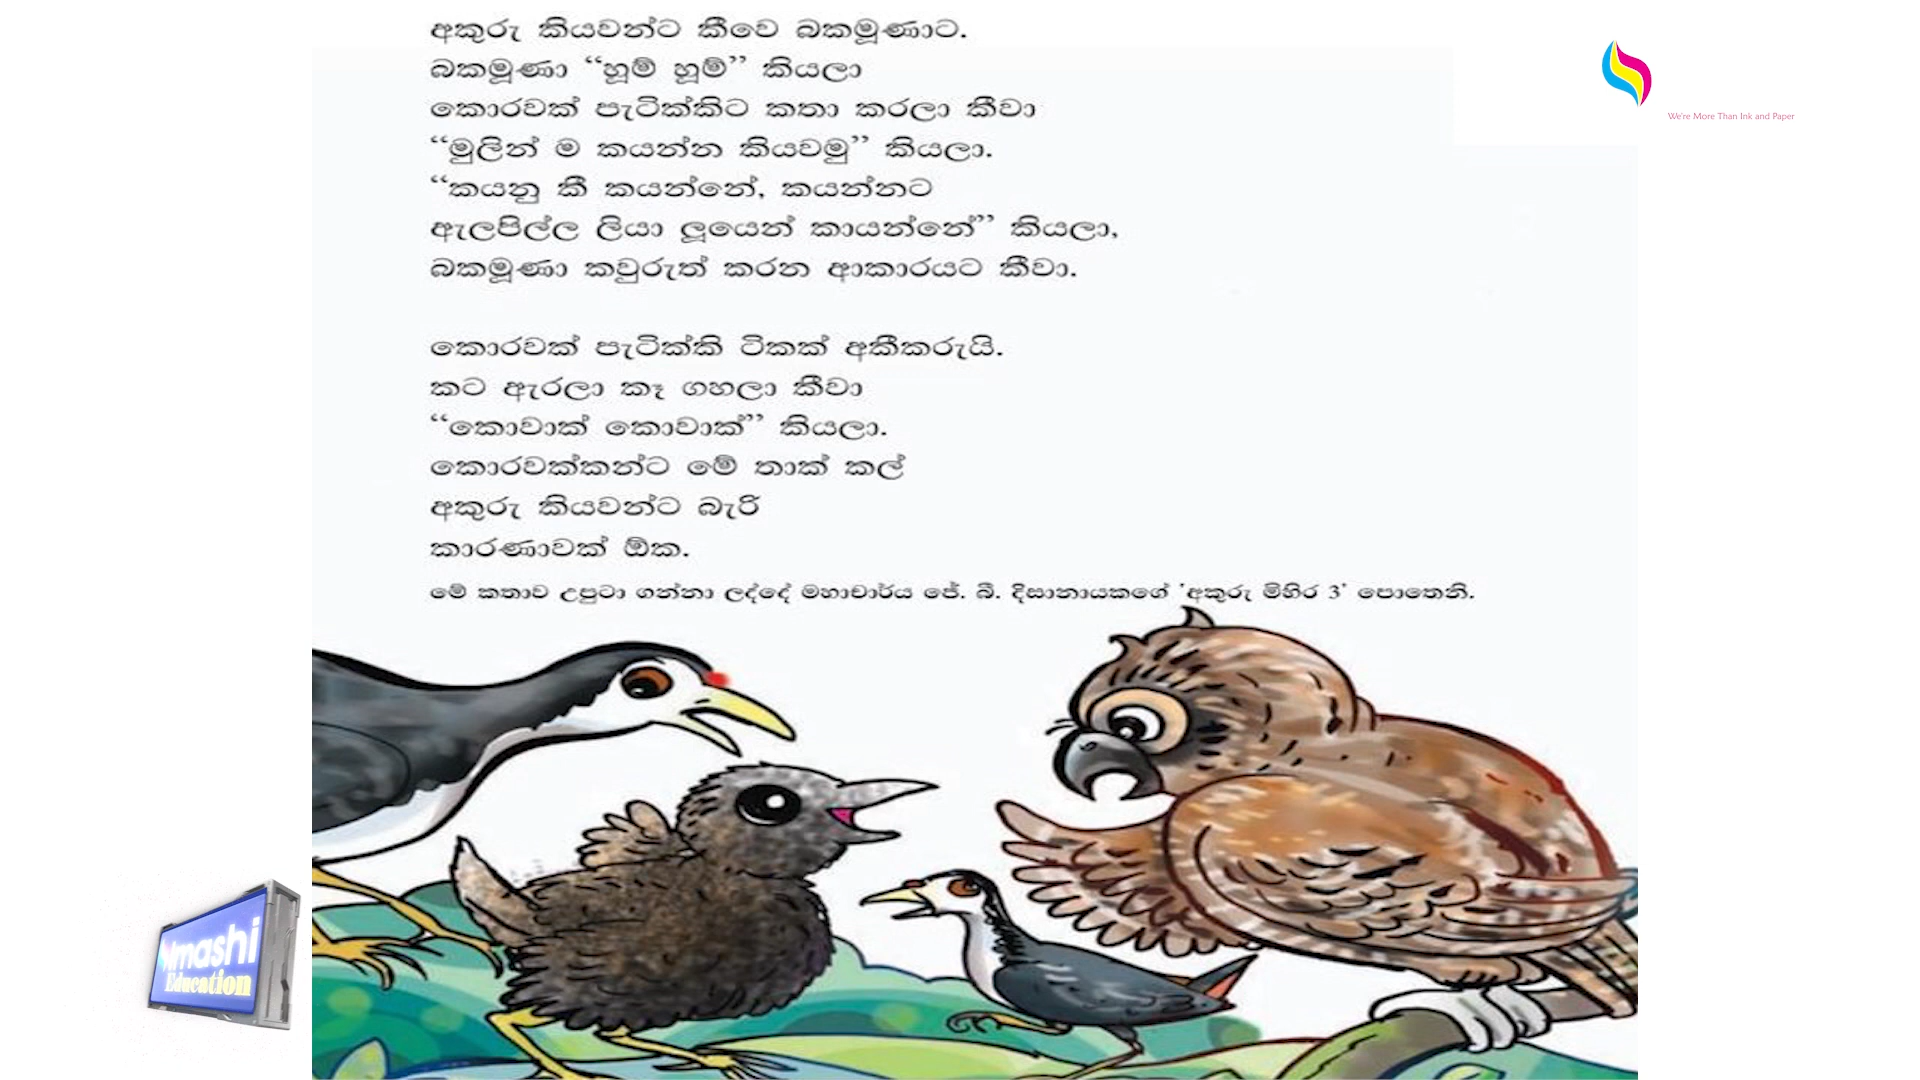 අකුරු කියවන්ට කීවෙ බකමූණාට.
බකමූණා “හූම් හූම්” කියලා
කොරවක් පැටික්කිට කතා කරලා කීවා
“මුලින් ම කයන්න කියවමු” කියලා.
“කයනු කී කයන්නේ, කයන්නට
ඇලපිල්ල ලියා ලූයෙන් කායන්නේ” කියලා,
බකමූණා කවුරුත් කරන ආකාරයට කීවා.
කොරවක් පැටික්කි ටිකක් අකීකරුයි.
කට ඇරලා කෑ ගහලා කීවා
“කොවාක් කොවාක්” කියලා.
කොරවක්කන්ට මේ තාක් කල්
අකුරු කියවන්ට බැරි
කාරණාවක් ඕක.
මේ කතාව උපුටා ගන්නා ලද්දේ මහාචාර්ය ජේ. බී. දිසානායකගේ 'අකුරු මිහිර 3' පොතෙනි.
We're More Than Ink and Paper
Nmashi
Education